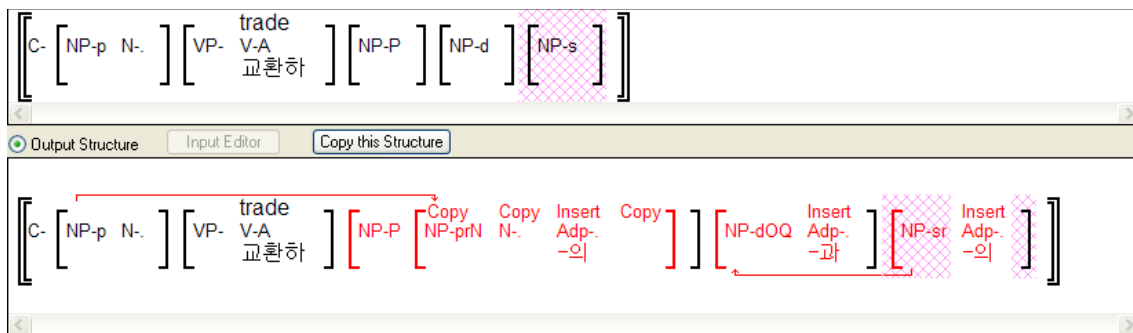 trade
C- NP-p N-. VP- V-A NP-P NP-d NP-s
교환하
Output Structure Input Editor Copy this Structure
trade Copy Copy Insert Copy Insert Insert
C- NP-p N-. VP- V-A NP-P NP-prN N-. Adp-. NP-dOQ Adp-. NP-sr Adp-.
교환하 -의 -과 -의